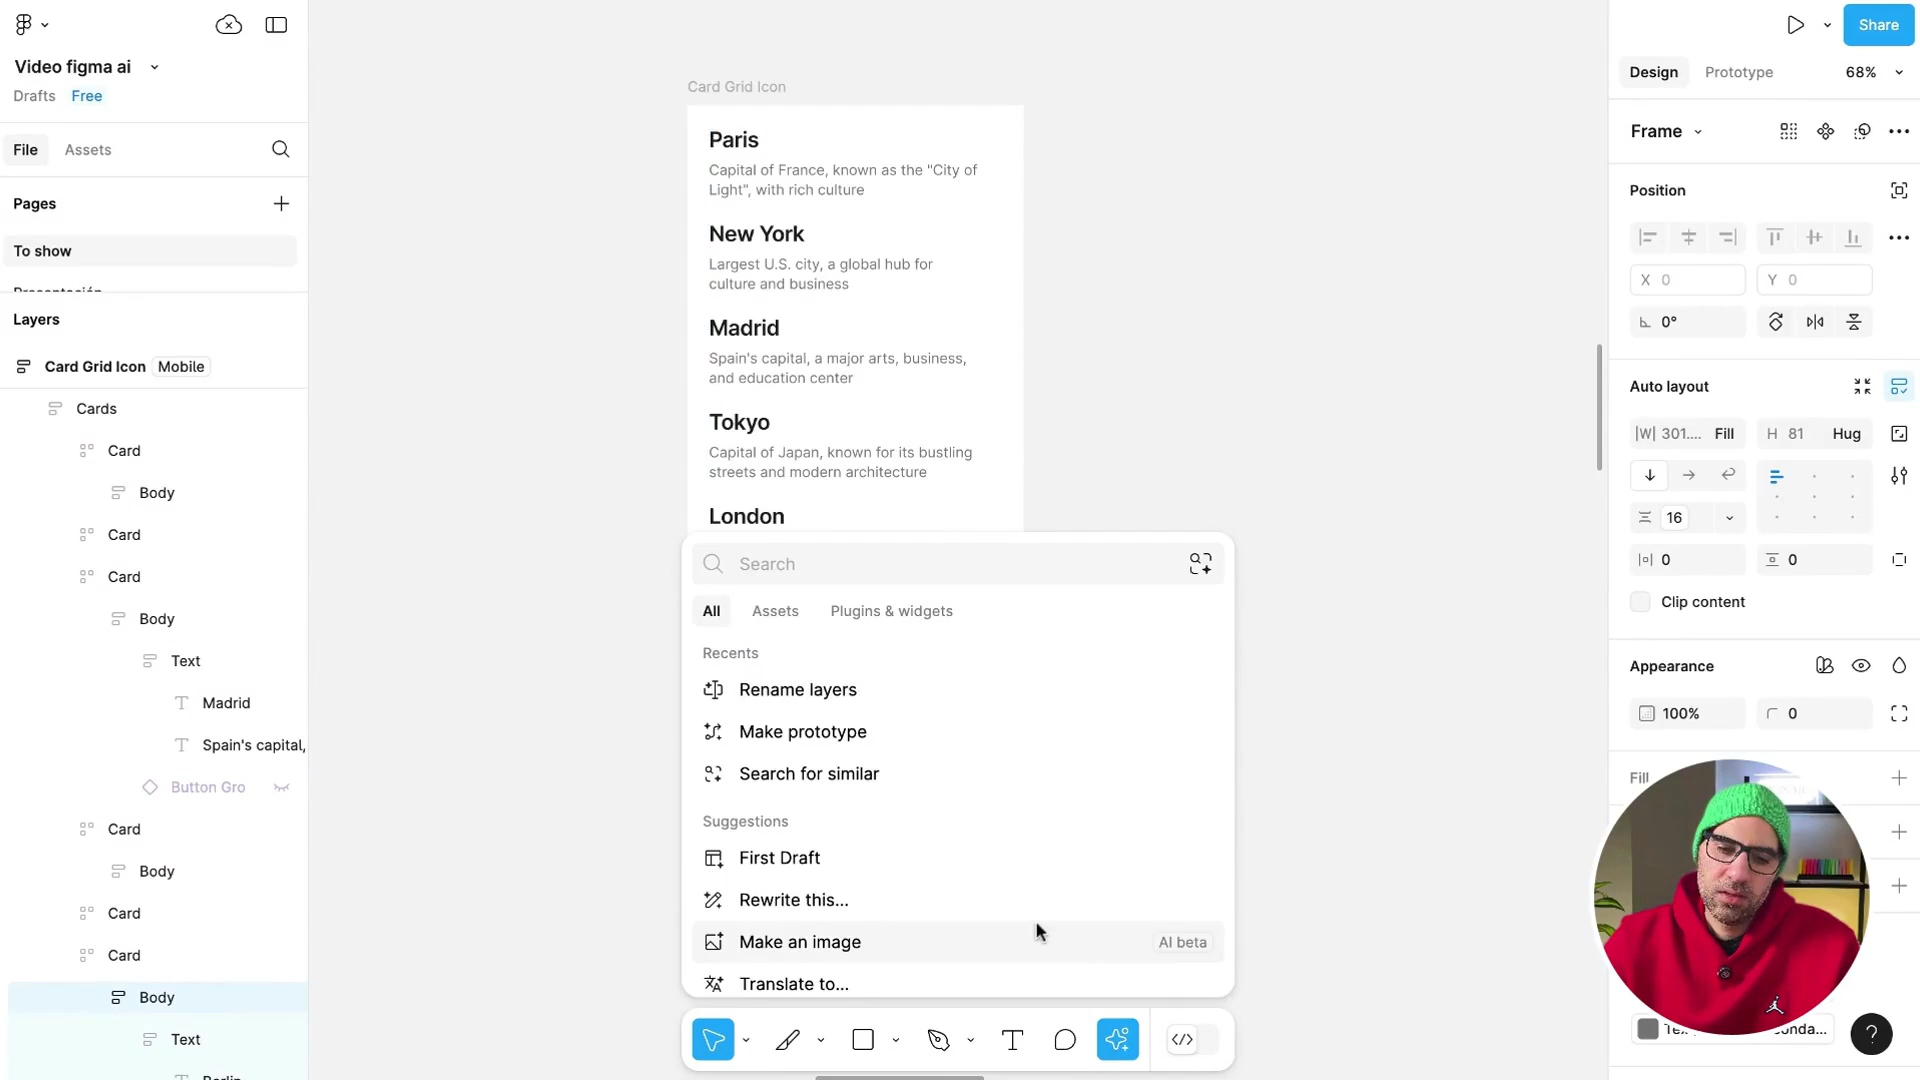 Video figma ai
Drafts Free
File Assets
Pages
To show
Presentación
Layers
Card Grid Icon Mobile
Cards
Card
Body
Card
Card
Body
Text
Madrid
Spain's capital,
Button Gro
Card
Body
Card
Card
Body
Text
Berlin
Card Grid Icon
Paris
Capital of France, known as the "City of
Light", with rich culture
New York
Largest U.S. city, a global hub for
culture and business
Madrid
Spain's capital, a major arts, business,
and education center
Tokyo
Capital of Japan, known for its bustling
streets and modern architecture
London
Search
All Assets Plugins & widgets
Recents
Rename layers
Make prototype
Search for similar
Suggestions
First Draft
Rewrite this...
Make an image AI beta
Translate to...
Share
Design Prototype 68%
Frame
Position
X 0 Y 0
0°
Auto layout
W 301.... Fill H 81 Hug
16
0 0
Clip content
Appearance
100% 0
Fill
?